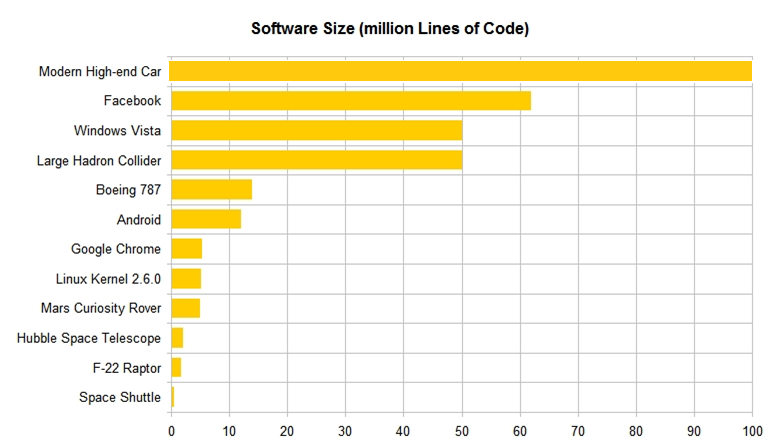 Software Size (million Lines of Code)
Modern High-end Car
Facebook
Windows Vista
Large Hadron Collider
Boeing 787
Android
Google Chrome
Linux Kernel 2.6.0
Mars Curiosity Rover
Hubble Space Telescope
F-22 Raptor
Space Shuttle
0 10 20 30 40 50 60 70 80 90 100